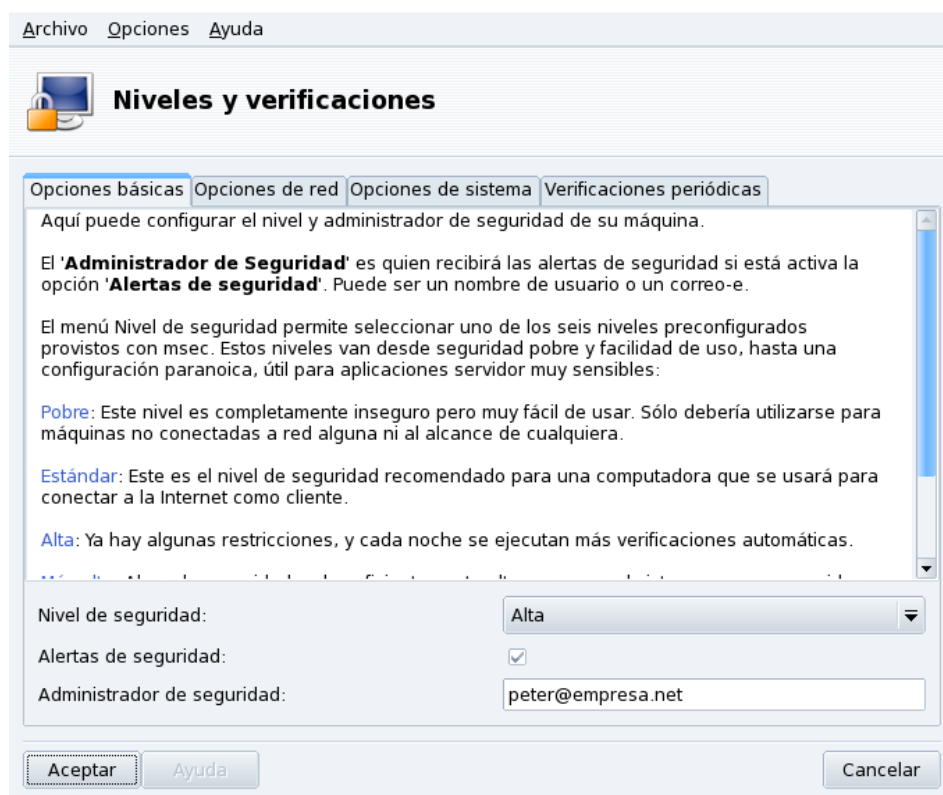 Archivo Opciones Ayuda
Niveles y verificaciones
Opciones básicas Opciones de red Opciones de sistema Verificaciones periódicas
Aquí puede configurar el nivel y administrador de seguridad de su máquina.
El 'Administrador de Seguridad' es quien recibirá las alertas de seguridad si está activa la
opción 'Alertas de seguridad'. Puede ser un nombre de usuario o un correo-e.
El menú Nivel de seguridad permite seleccionar uno de los seis niveles preconfigurados
provistos con msec. Estos niveles van desde seguridad pobre y facilidad de uso, hasta una
configuración paranoica, útil para aplicaciones servidor muy sensibles:
Pobre: Este nivel es completamente inseguro pero muy fácil de usar. Sólo debería utilizarse para
máquinas no conectadas a red alguna ni al alcance de cualquiera.
Estándar: Este es el nivel de seguridad recomendado para una computadora que se usará para
conectar a la Internet como cliente.
Alta: Ya hay algunas restricciones, y cada noche se ejecutan más verificaciones automáticas.
Nivel de seguridad: Alta
Alertas de seguridad:
Administrador de seguridad: peter@empresa.net
Aceptar Ayuda Cancelar